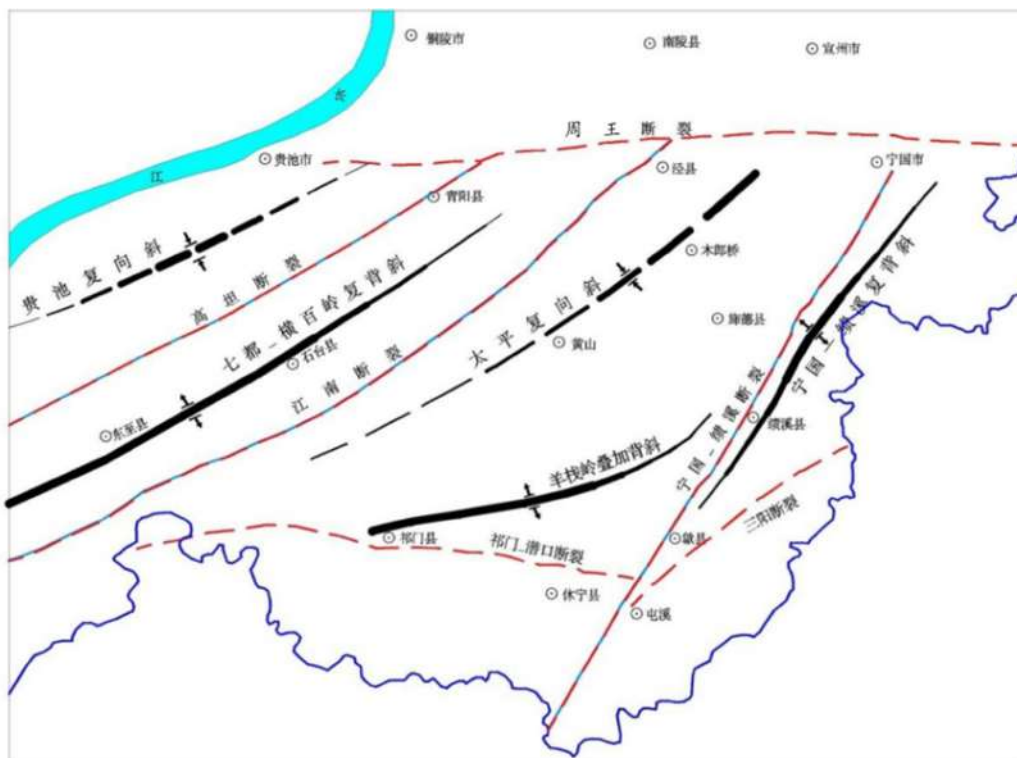 铜陵市
南陵县
宣州市
长
江
周王断裂
贵池市
宁国市
泾县
青阳县
贵池复向斜
高坦断裂
七都_横百岭复背斜
木郎桥
太平复向斜
旌德县
黄山
石台县
江南断裂
宁国_绩溪复背斜
宁国_绩溪断裂
东至县
绩溪县
羊栈岭叠加背斜
三阳断裂
祁门县
祁门_潜口断裂
歙县
休宁县
屯溪